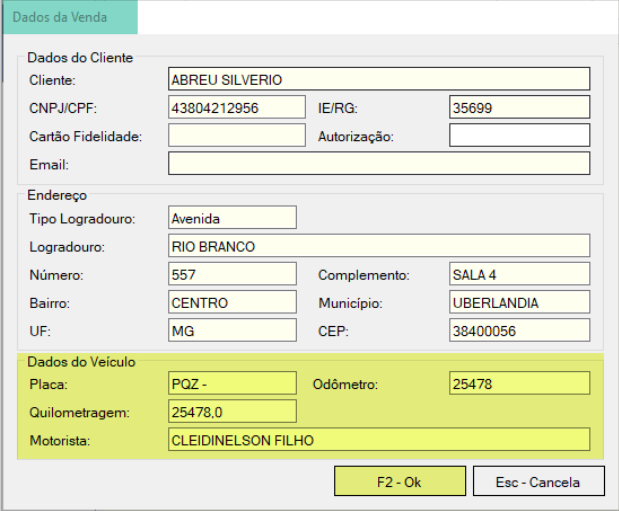 Dados da Venda
Dados do Cliente
Cliente: ABREU SILVERIO
CNPJ/CPF: 43804212956 IE/RG: 35699
Cartão Fidelidade: Autorização:
Email:
Endereço
Tipo Logradouro: Avenida
Logradouro: RIO BRANCO
Número: 557 Complemento: SALA 4
Bairro: CENTRO Município: UBERLANDIA
UF: MG CEP: 38400056
Dados do Veículo
Placa: PQZ - Odômetro: 25478
Quilometragem: 25478,0
Motorista: CLEIDINELSON FILHO
F2 - Ok Esc - Cancela